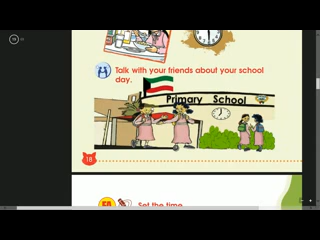 Talk with your friends about your school
day.
Primary School
18
Set the time